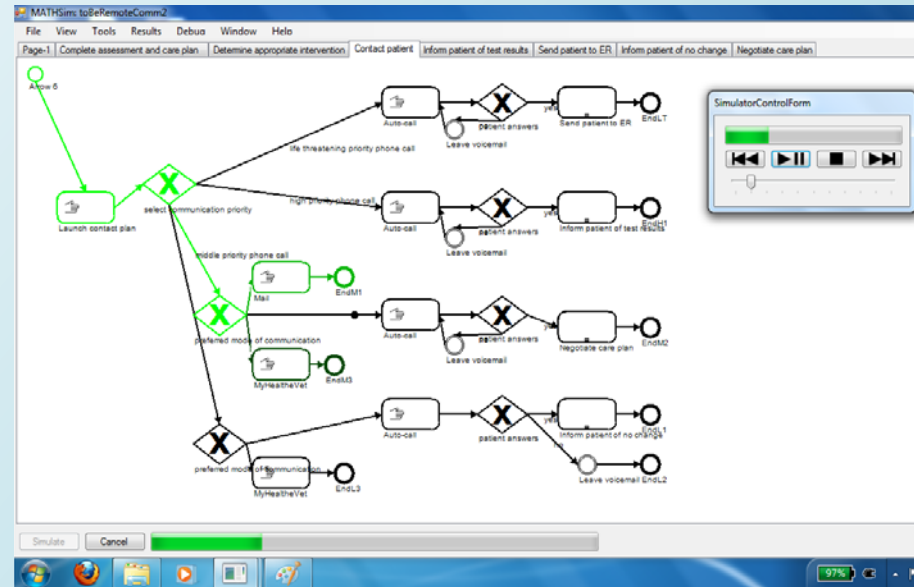 MATHSim: toBeRemoteComm2
File View Tools Results Debug Window Help
Page-1 Complete assessment and care plan Determine appropriate intervention Contact patient Inform patient of test results Send patient to ER Inform patient of no change Negotiate care plan
Arrow 6
SimulatorControlForm
Auto-call
yes
Send patient to ER
EndLT
patient answers
Leave voicemail
life threatening priority phone call
select communication priority
Launch contact plan
high priority phone call
Auto-call
yes
Inform patient of test results
EndH1
patient answers
Leave voicemail
middle priority phone call
Mail
EndM1
preferred mode of communication
Auto-call
Negotiate care plan
EndM2
patient answers
Leave voicemail
MyHealtheVet
EndM3
Auto-call
patient answers
yes
Inform patient of no change
EndL1
no
preferred mode of communication
MyHealtheVet
EndL3
Leave voicemail
EndL2
Simulate Cancel
97%